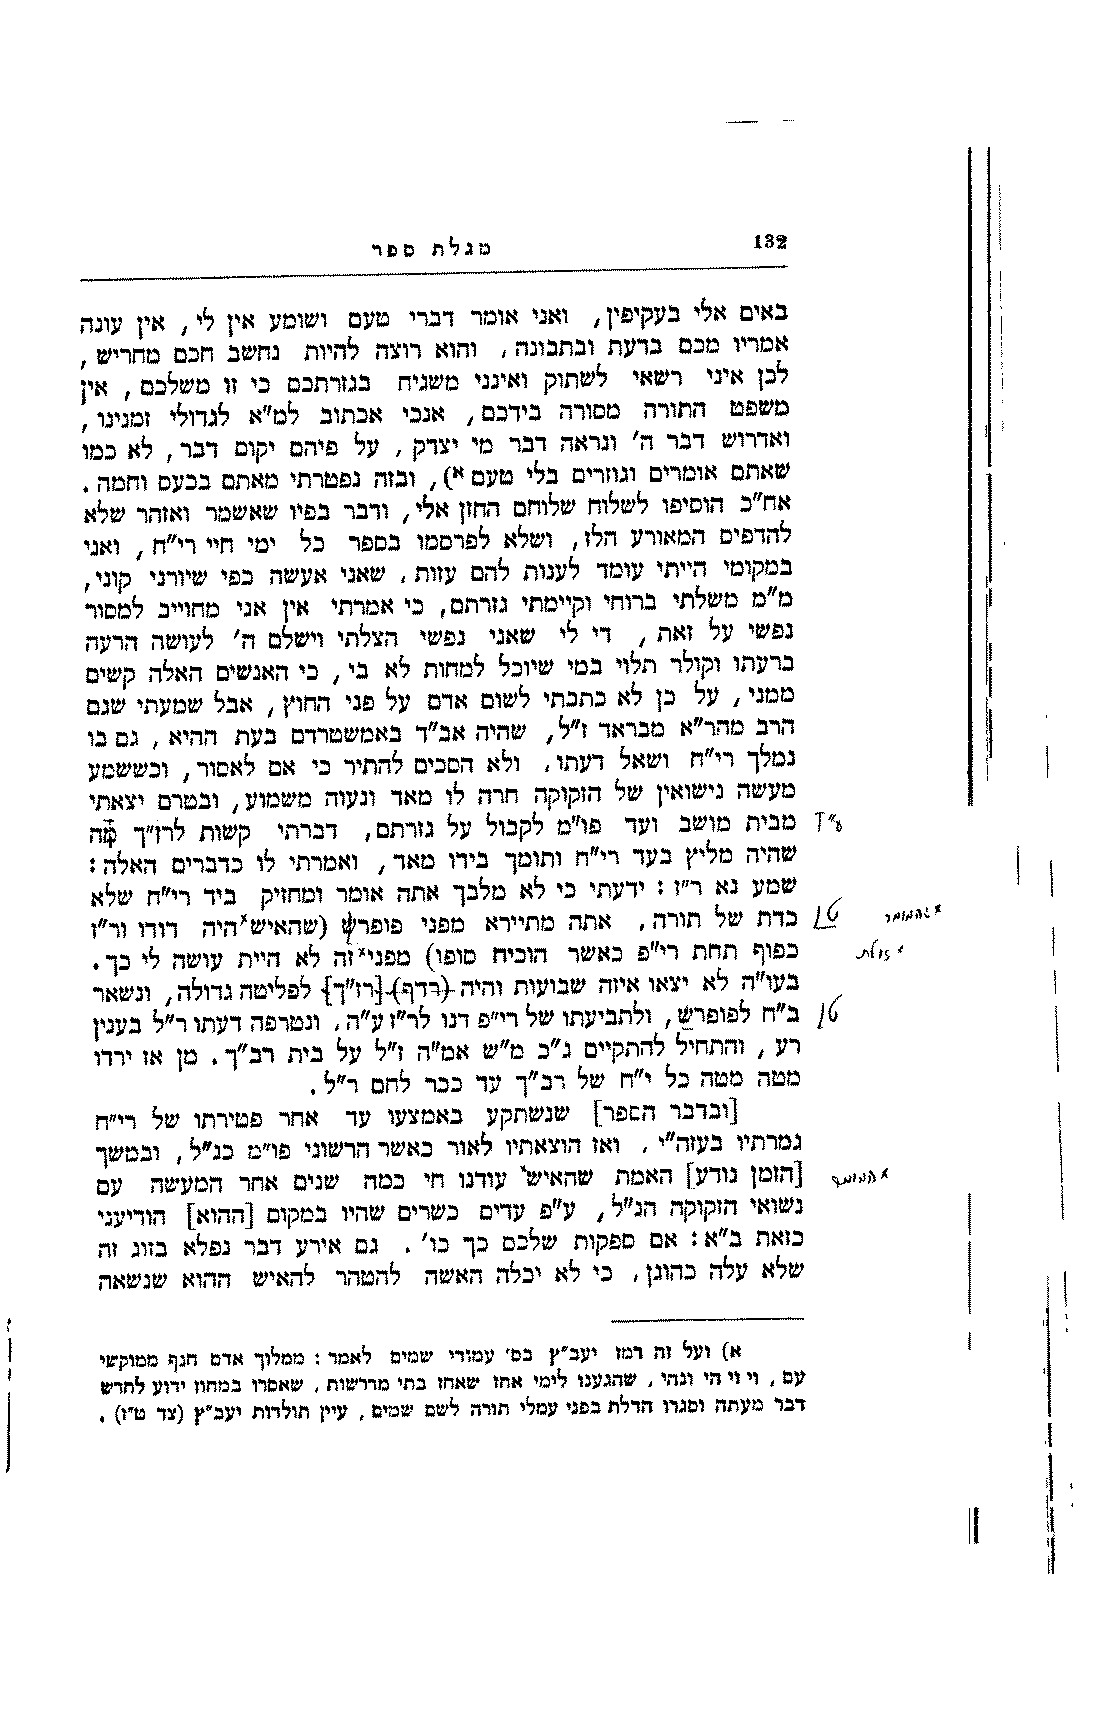 132
מגלת ספר
באים אלי בעקיפין, ואני אומר דברי טעם ושומע אין לי, אין עונה
אמריו מכם בדעת ובתבונה, והוא רוצה להיות נחשב חכם מחריש,
לכן איני רשאי לשתוק ואינני משגיח בגזרתכם כי זו משלכם, אין
משפט התורה מסורה בידכם, אנכי אכתוב למ"א לגדולי זמנינו,
ואדרוש דבר ה' ונראה דבר מי יצדק, על פיהם יקום דבר, לא כמו
שאתם אומרים וגוזרים בלי טעם א), ובזה נפטרתי מאתם בכעס וחמה.
אח"כ הוסיפו לשלוח שלוחם החזן אלי, ודבר בפיו שאשמר ואזהר שלא
להדפים המאורע הלז, ושלא לפרסמו בספר כל ימי חיי רי"ח, ואני
במקומי הייתי עומד לענות להם עזות, שאני אעשה כפי שיורני קוני,
מ"מ משלתי ברוחי וקיימתי גזרתם, כי אמרתי אין אני מחוייב למסור
נפשי על זאת, די לי שאני נפשי הצלתי וישלם ה' לעושה הרעה
ברעתו וקולר תלוי במי שיוכל למחות לא בי, כי האנשים האלה קשים
ממני, על כן לא כתבתי לשום אדם על פני החוץ, אבל שמעתי שגם
הרב מהר"א מבראד ז"ל, שהיה אב"ד באמשטרדם בעת ההיא, גם בו
נמלך רי"ח ושאל דעתו, ולא הסכים להתיר כי אם לאסור, וכששמע
מעשה נישואין של הזקוקה חרה לו מאד ונעוה משמוע, ובטרם יצאתי
מבית מושב ועד פו"מ לקבול על גזרתם, דברתי קשות לרז"ך
שהיה מליץ בעד רי"ח ותומך בידו מאד, ואמרתי לו כדברים האלה:
שמע נא ר"ז: ידעתי כי לא מלבך אתה אומר ומחזיק ביד רי"ח שלא
כדת של תורה, אתה מתיירא מפני פופרש (שהאיש היה דודו ור"ז
כפוף תחת רי"פ כאשר הוכיח סופו) מפני זה לא היית עושה לי כך.
בעו"ה לא יצאו איזה שבועות והיה (רדף) [רז"ך] לפליטה גדולה, ונשאר
ב"ח לפופרש, ולתביעתו של רי"פ דנו לר"ז ע"ה, ונטרפה דעתו ר"ל בענין
רע, והתחיל להתקיים ג"כ מ"ש אמ"ה ז"ל על בית רב"ך. מן אז ירדו
מטה מטה כל י"ח של רב"ך עד ככר לחם ר"ל.
[ובדבר הספר] שנשתקע באמצעו עד אחר פטירתו של רי"ח
גמרתיו בעזה"י, ואז הוצאתיו לאור כאשר הרשוני פו"מ כנ"ל, ובמשך
[הזמן נודע] האמת שהאיש עודנו חי כמה שנים אחר המעשה עם
נשואי הזקוקה הנ"ל, ע"פ עדים כשרים שהיו במקום [ההוא] הודיעני
כזאת ב"א: אם ספקות שלכם כך כו'. גם אירע דבר נפלא בזוג זה
שלא עלה כהוגן, כי לא יכלה האשה להטהר להאיש ההוא שנשאה
א) ועל זה רמז יעב"ץ בס' עמודי שמים לאמר: ממלוך אדם חנף ממוקשי
עם, וי וי הי ונהי, שהגענו לימי אחז שאחז בתי מדרשות, שאסרו במחוז ידוע לחדש
דבר מעתה וסגרו הדלת בפני עמלי תורה לשם שמים, עיין תולדות יעב"ץ (צד ט"ו).